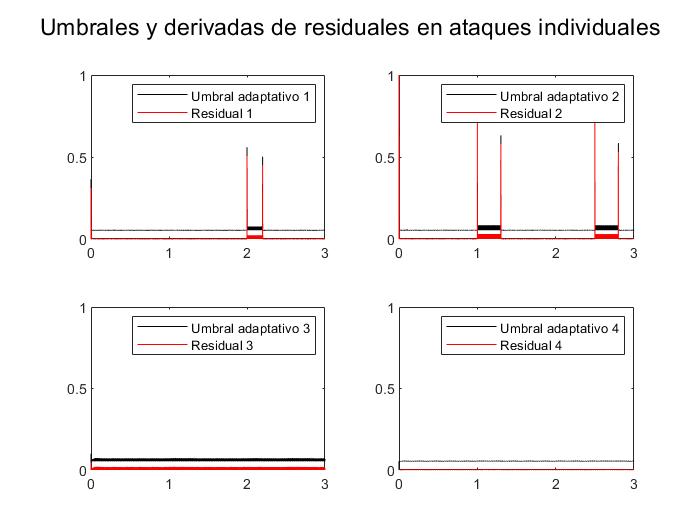 Umbrales y derivadas de residuales en ataques individuales
1
0.5
0
0 1 2 3
Umbral adaptativo 1
Residual 1
1
0.5
0
0 1 2 3
Umbral adaptativo 2
Residual 2
1
0.5
0
0 1 2 3
Umbral adaptativo 3
Residual 3
1
0.5
0
0 1 2 3
Umbral adaptativo 4
Residual 4